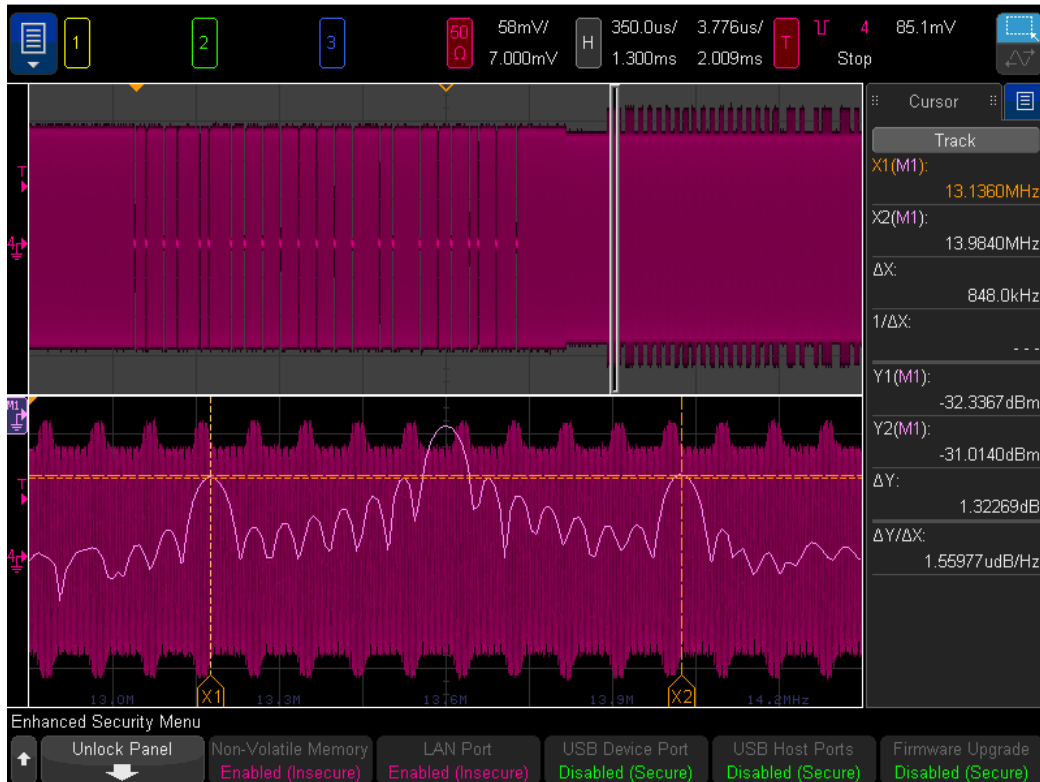 1 2 3 50 Ω 58mV/ 7.000mV H 350.0us/ 1.300ms 3.776us/ 2.009ms T 4 Stop 85.1mV
T
4
M1
T
4
13.0M 13.3M 13.6M 13.9M 14.2MHz
X1 X2
Cursor
Track
X1(M1):
13.1360MHz
X2(M1):
13.9840MHz
ΔX:
848.0kHz
1/ΔX:
- - -
Y1(M1):
-32.3367dBm
Y2(M1):
-31.0140dBm
ΔY:
1.32269dB
ΔY/ΔX:
1.55977udB/Hz
Enhanced Security Menu
Unlock Panel
Non-Volatile Memory
Enabled (Insecure)
LAN Port
Enabled (Insecure)
USB Device Port
Disabled (Secure)
USB Host Ports
Disabled (Secure)
Firmware Upgrade
Disabled (Secure)